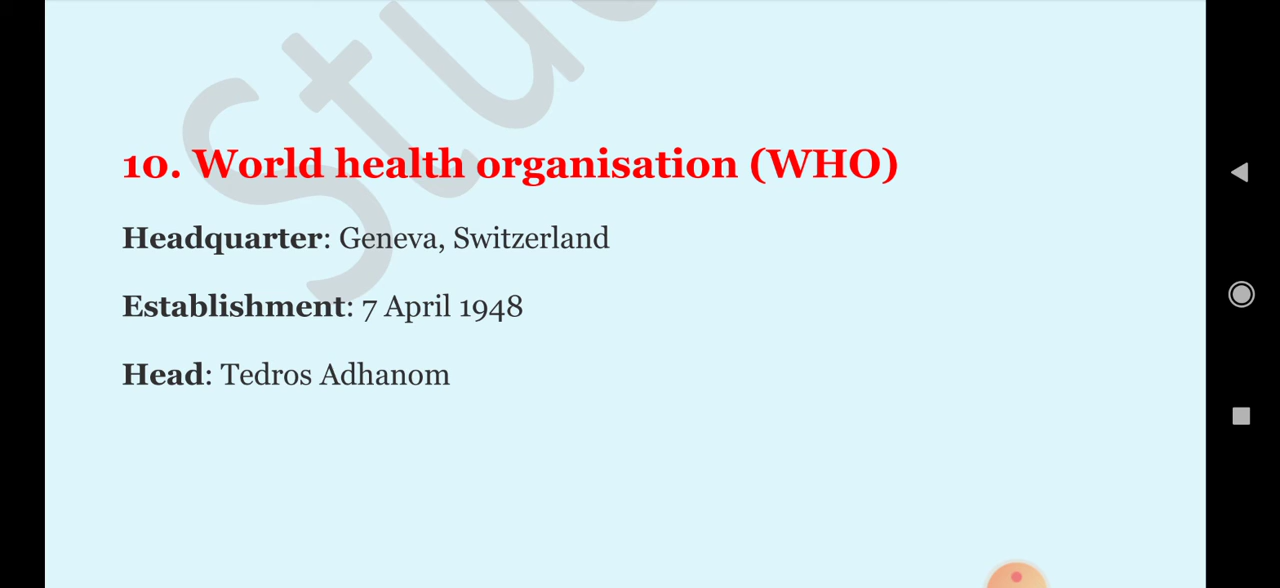 10. World health organisation (WHO)
Headquarter: Geneva, Switzerland
Establishment: 7 April 1948
Head: Tedros Adhanom